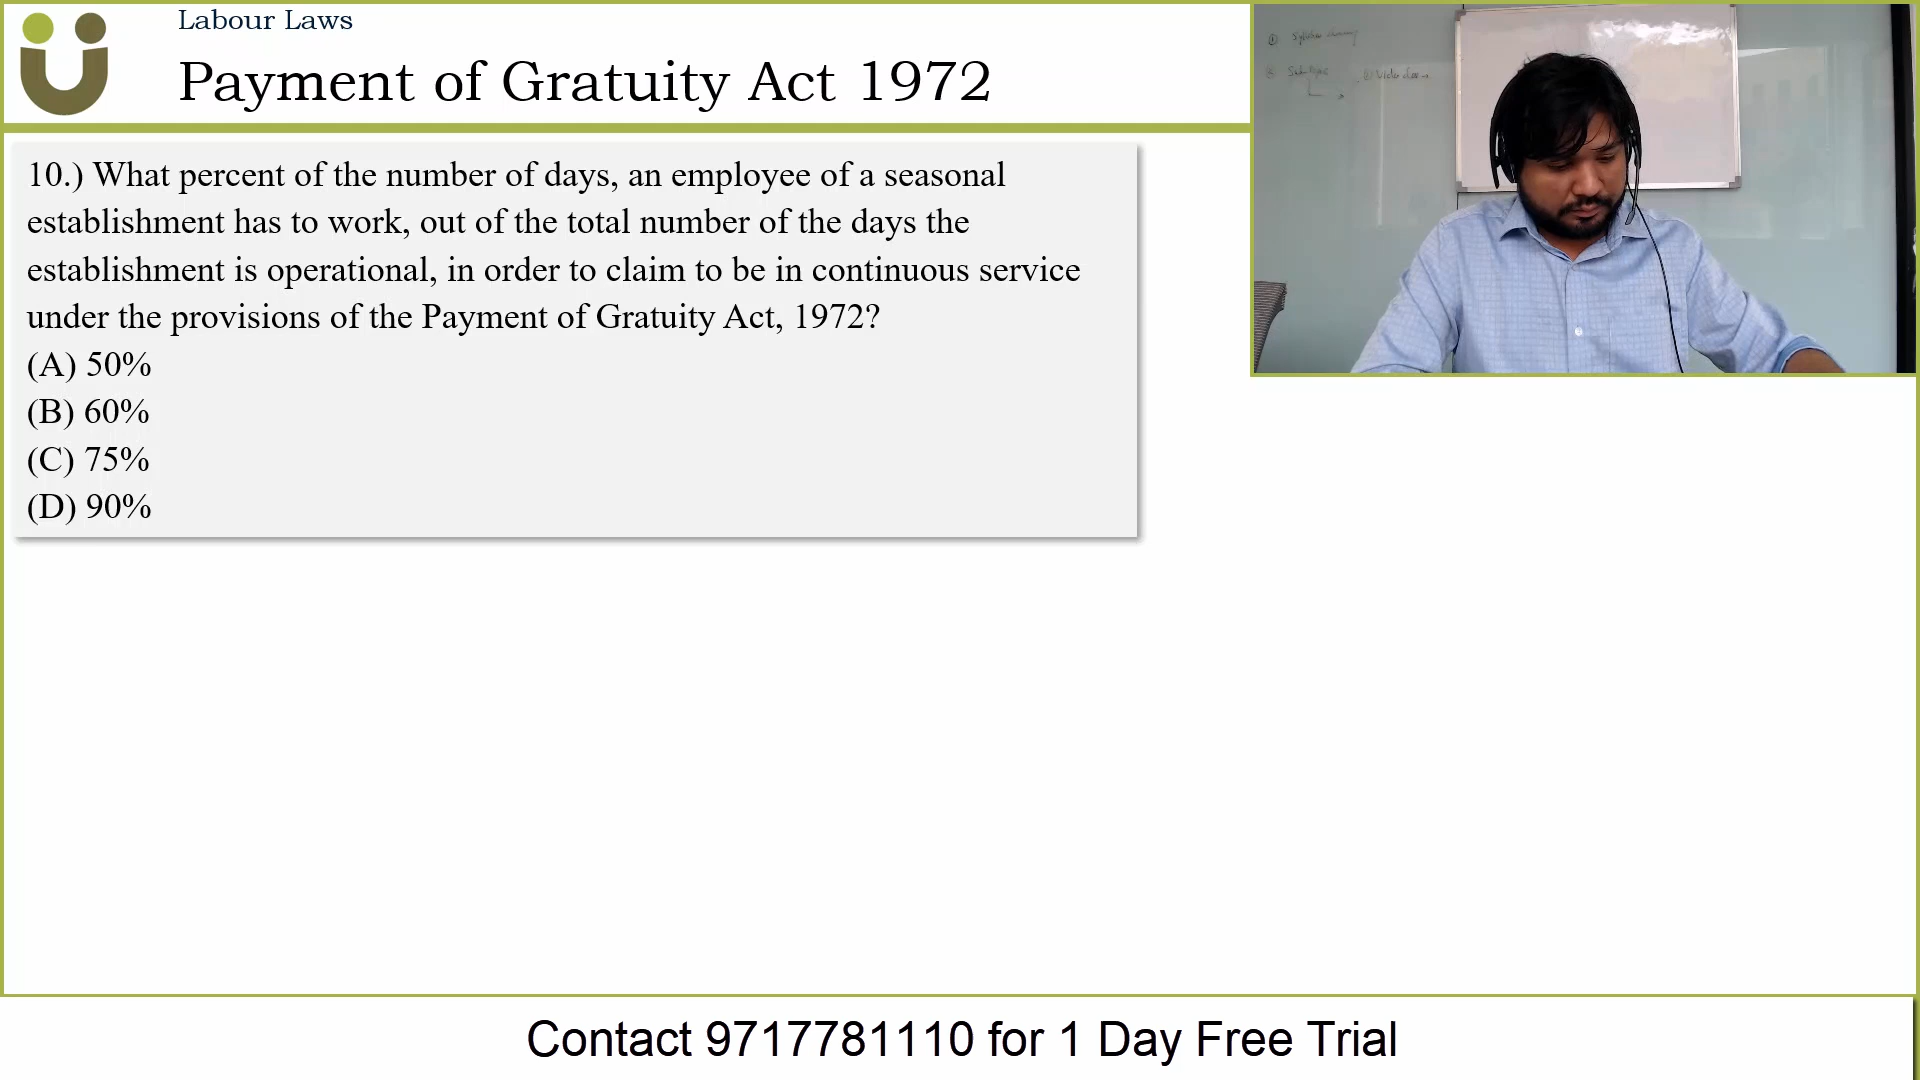 Labour Laws
Payment of Gratuity Act 1972
10.) What percent of the number of days, an employee of a seasonal
establishment has to work, out of the total number of the days the
establishment is operational, in order to claim to be in continuous service
under the provisions of the Payment of Gratuity Act, 1972?
(A) 50%
(B) 60%
(C) 75%
(D) 90%
Contact 9717781110 for 1 Day Free Trial